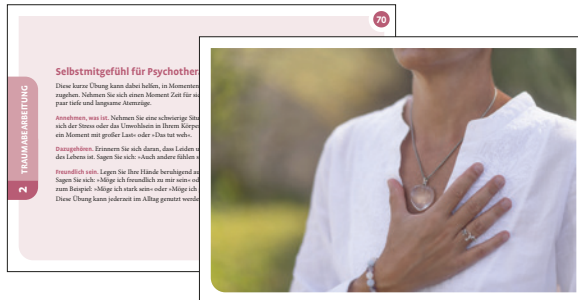 70
Selbstmitgefühl für Psychother
Diese kurze Übung kann dabei helfen, in Momenten
zugehen. Nehmen Sie sich einen Moment Zeit für
paar tiefe und langsame Atemzüge.
Annehmen, was ist. Nehmen Sie eine schwierige
sich der Stress oder das Unwohlsein in Ihrem Körper
ein Moment mit großer Last« oder »Das tut weh«.
Dazugehören. Erinnern Sie sich daran, dass Leiden
des Lebens ist. Sagen Sie sich: »Auch andere fühlen
Freundlich sein. Legen Sie Ihre Hände beruhigend
Sagen Sie sich: »Möge ich freundlich zu mir sein«
zum Beispiel: »Möge ich stark sein« oder »Möge ich
Diese Übung kann jederzeit im Alltag genutzt
2 TRAUMABEARBEITUNG